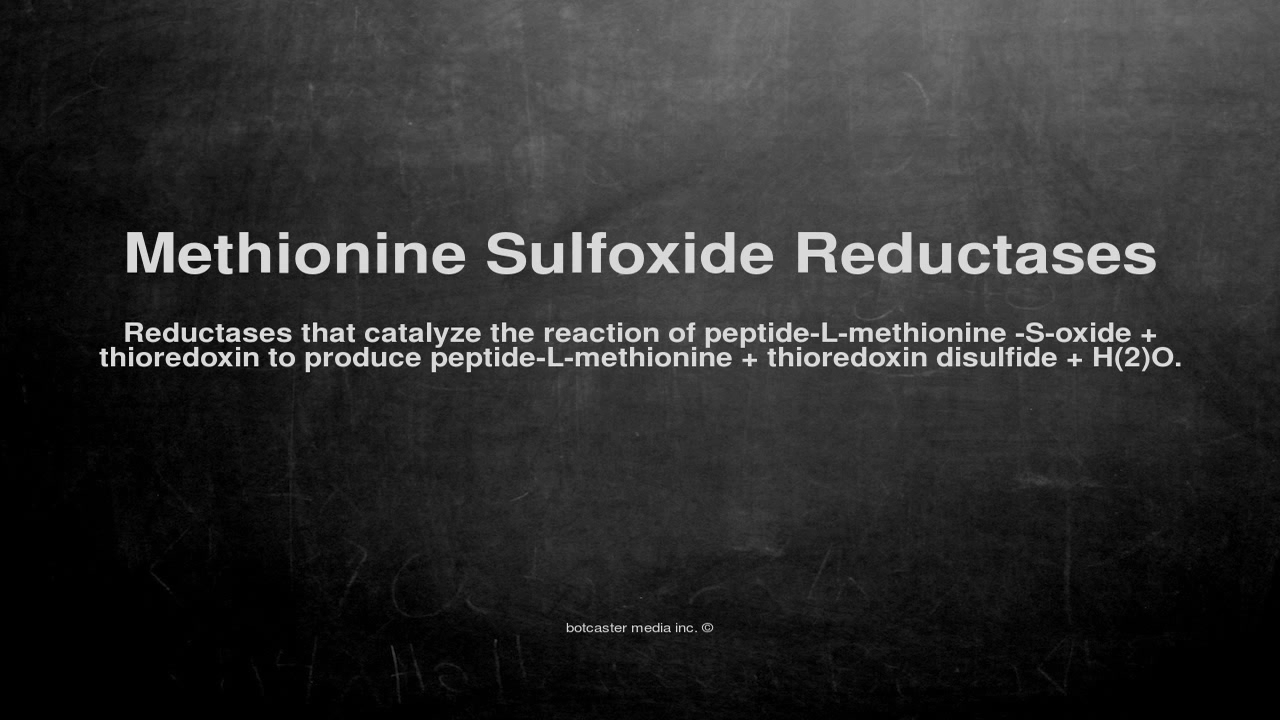 Methionine Sulfoxide Reductases
Reductases that catalyze the reaction of peptide-L-methionine -S-oxide +
thioredoxin to produce peptide-L-methionine + thioredoxin disulfide + H(2)O.
botcaster media inc. ©